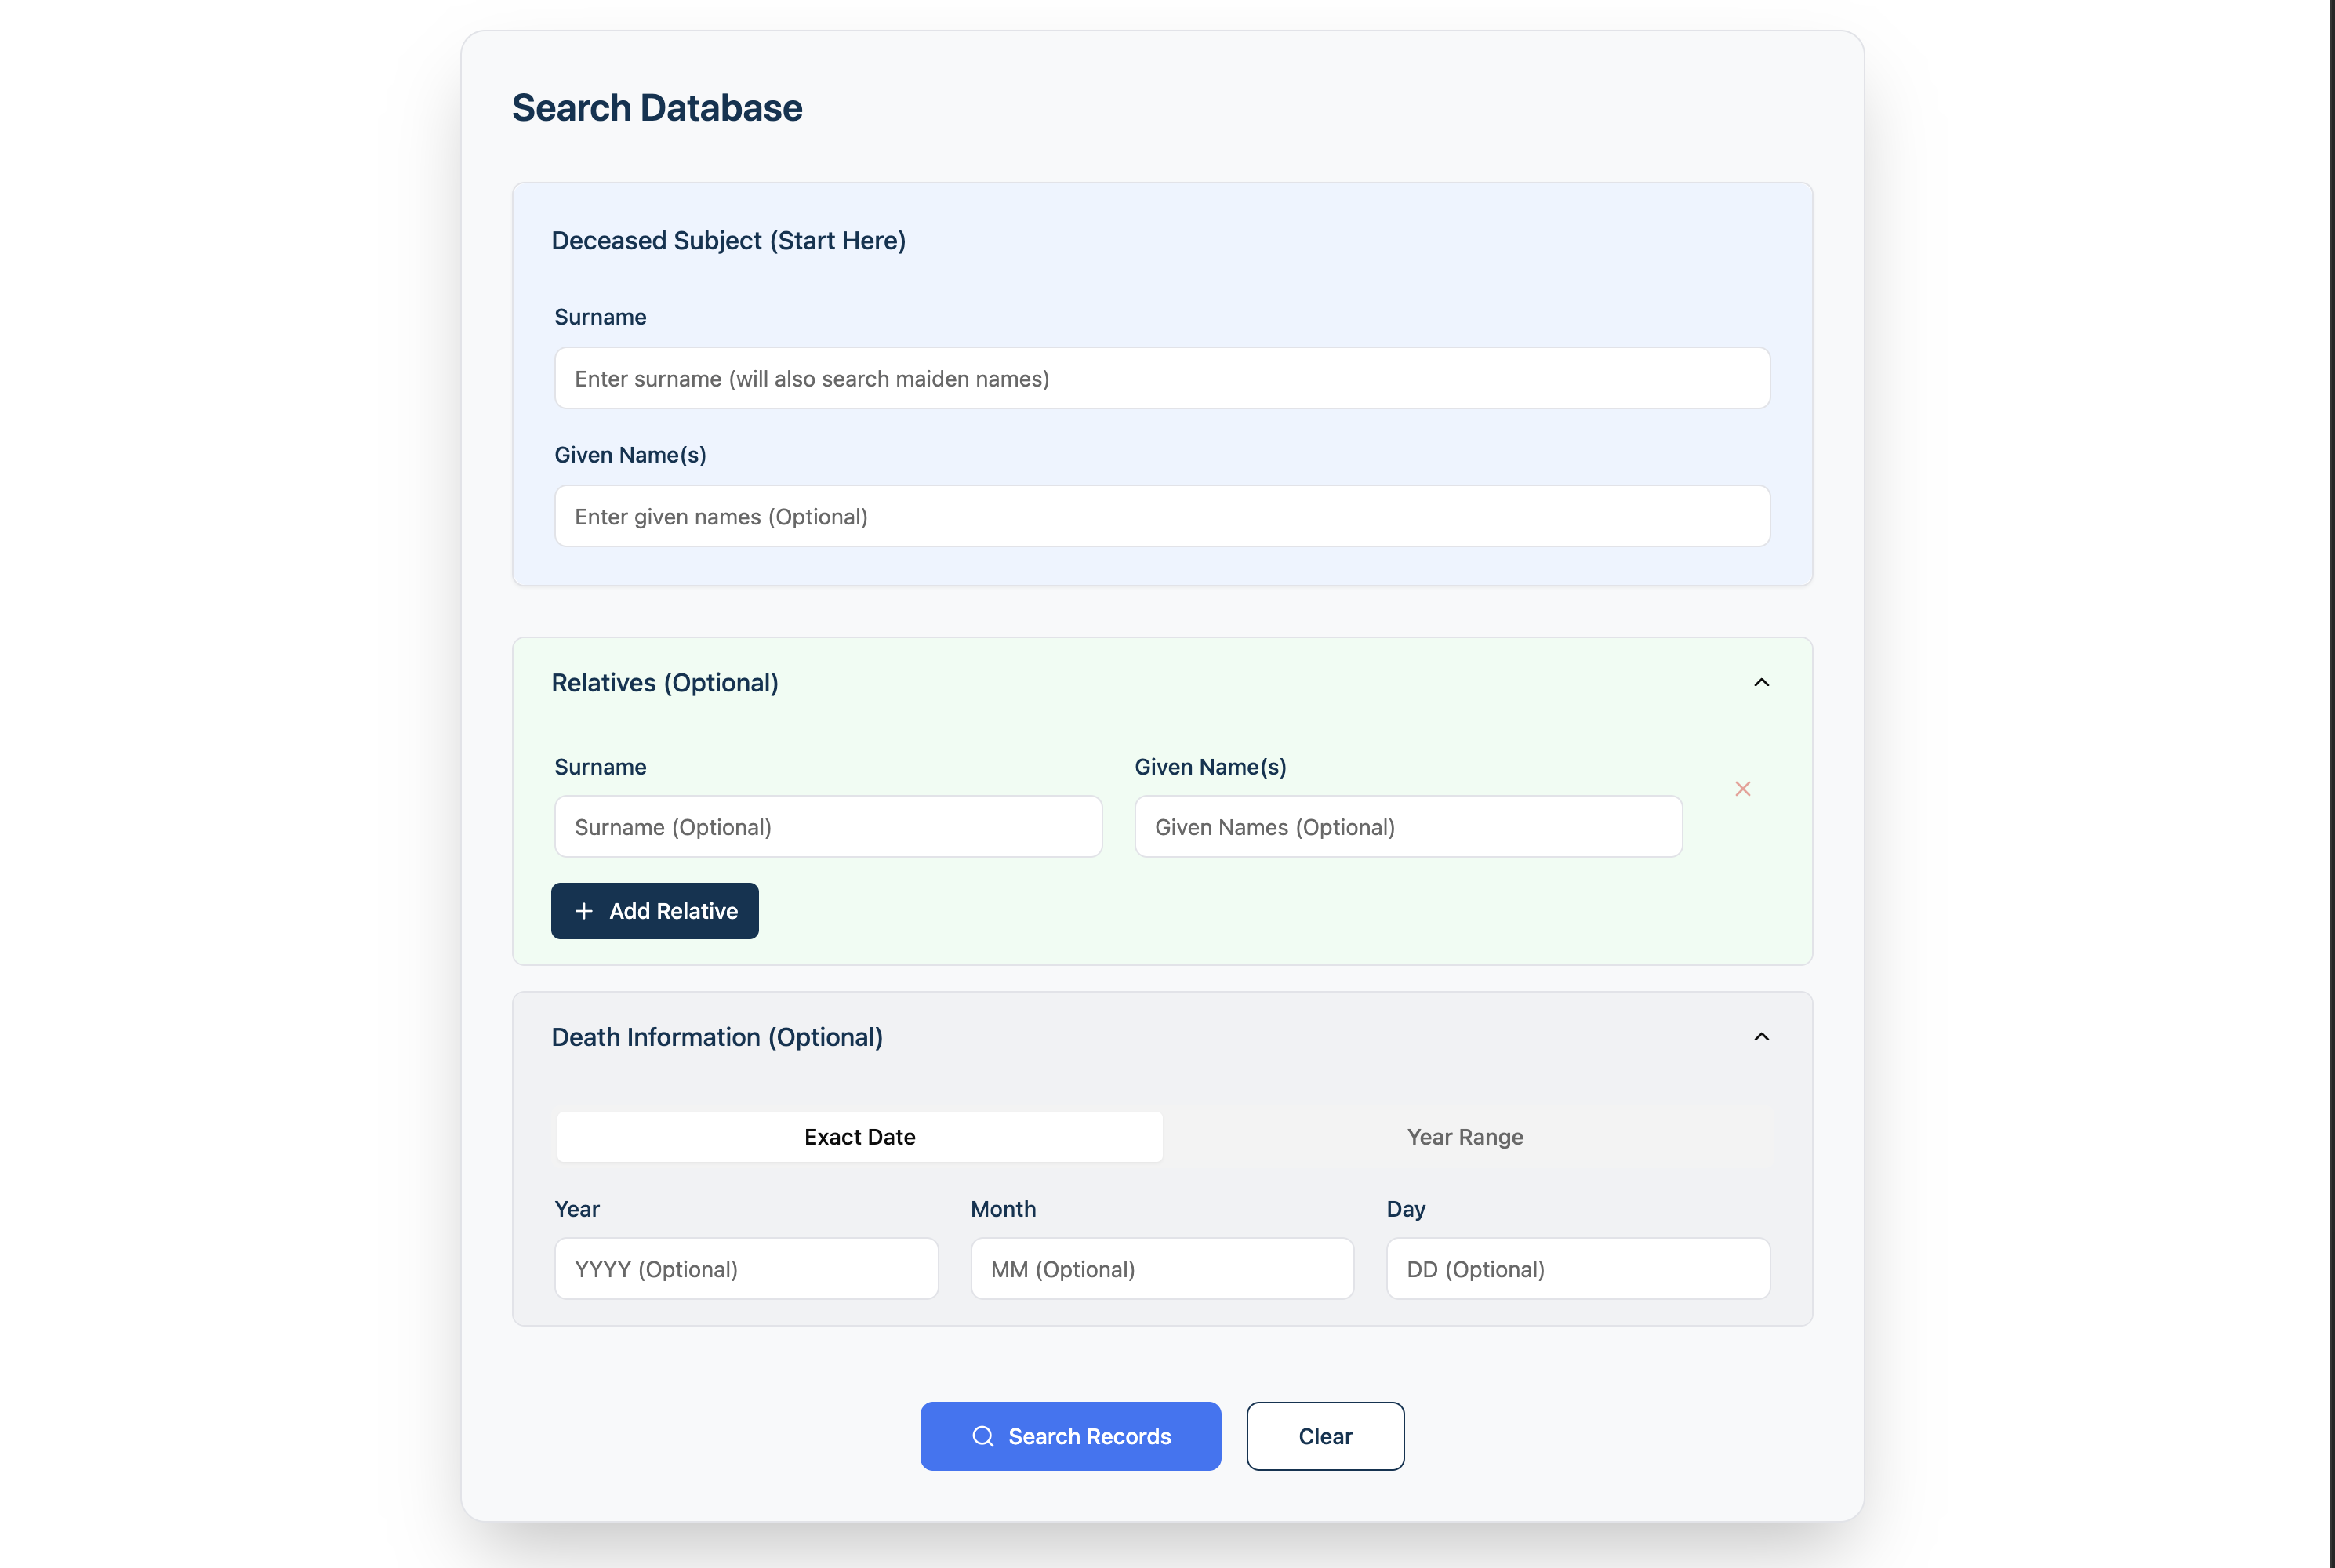 Search Database
Deceased Subject (Start Here)
Surname
Enter surname (will also search maiden names)
Given Name(s)
Enter given names (Optional)
Relatives (Optional)
Surname
Given Name(s)
Surname (Optional)
Given Names (Optional)
Add Relative
Death Information (Optional)
Exact Date
Year Range
Year
Month
Day
YYYY (Optional)
MM (Optional)
DD (Optional)
Search Records
Clear